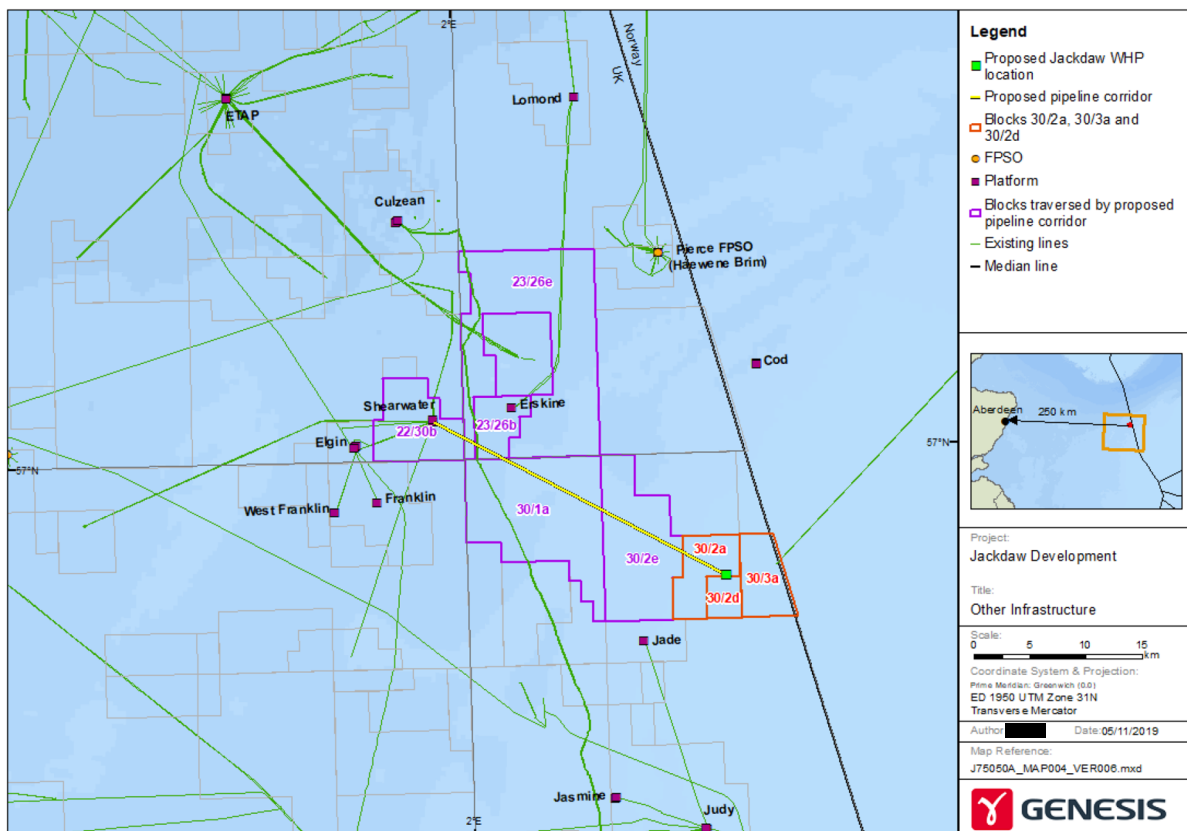 2°E
Norway
UK
ETAP
Lomond
Culzean
Pierce FPSO
(Haewene Brim)
23/26e
Cod
Shearwater
Erskine
22/30b
23/26b
Elgin
57°N
57°N
West Franklin
Franklin
30/1a
30/2a
30/2e
30/3a
30/2d
Jade
Jasmine
Judy
2°E
Legend
Proposed Jackdaw WHP
location
Proposed pipeline corridor
Blocks 30/2a, 30/3a and
30/2d
FPSO
Platform
Blocks traversed by proposed
pipeline corridor
Existing lines
Median line
Aberdeen
250 km
Project:
Jackdaw Development
Title:
Other Infrastructure
Scale:
0 5 10 15
km
Coordinate System & Projection:
Prime Meridian: Greenwich (0.0)
ED 1950 UTM Zone 31N
Transverse Mercator
Author Date:05/11/2019
Map Reference:
J75050A_MAP004_VER006.mxd
GENESIS